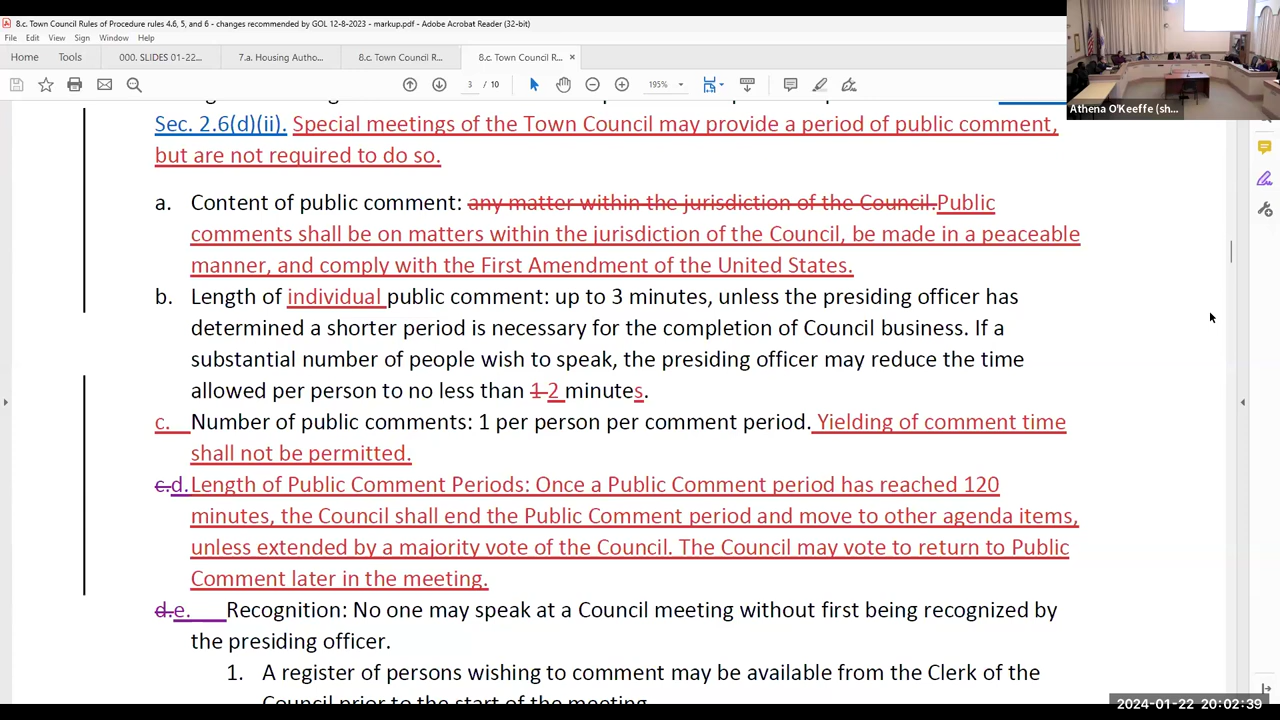 8.c. Town Council Rules of Procedure rules 4.6, 5, and 6 - changes recommended by GOL 12-8-2023 - markup.pdf - Adobe Acrobat Reader (32-bit)
File Edit View Sign Window Help
Home Tools 000. SLIDES 01-22... 7.a. Housing Autho... 8.c. Town Council R... 8.c. Town Council R... ×
3 / 10 195%
Athena O'Keeffe (sh...
Sec. 2.6(d)(ii). Special meetings of the Town Council may provide a period of public comment,
but are not required to do so.
a. Content of public comment: any matter within the jurisdiction of the Council.Public
comments shall be on matters within the jurisdiction of the Council, be made in a peaceable
manner, and comply with the First Amendment of the United States.
b. Length of individual public comment: up to 3 minutes, unless the presiding officer has
determined a shorter period is necessary for the completion of Council business. If a
substantial number of people wish to speak, the presiding officer may reduce the time
allowed per person to no less than 1 2 minutes.
c. Number of public comments: 1 per person per comment period. Yielding of comment time
shall not be permitted.
c.d. Length of Public Comment Periods: Once a Public Comment period has reached 120
minutes, the Council shall end the Public Comment period and move to other agenda items,
unless extended by a majority vote of the Council. The Council may vote to return to Public
Comment later in the meeting.
d.e. Recognition: No one may speak at a Council meeting without first being recognized by
the presiding officer.
1. A register of persons wishing to comment may be available from the Clerk of the
Council prior to the start of the meeting.
2024-01-22 20:02:39